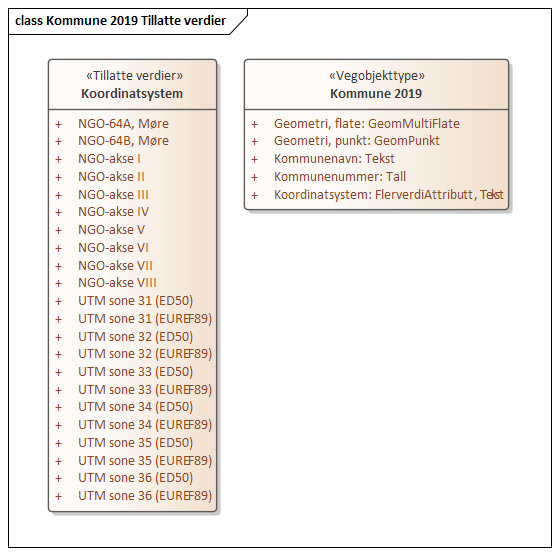 class Kommune 2019 Tillatte verdier
«Tillatte verdier»
Koordinatsystem
+ NGO-64A, Møre
+ NGO-64B, Møre
+ NGO-akse I
+ NGO-akse II
+ NGO-akse III
+ NGO-akse IV
+ NGO-akse V
+ NGO-akse VI
+ NGO-akse VII
+ NGO-akse VIII
+ UTM sone 31 (ED50)
+ UTM sone 31 (EUREF89)
+ UTM sone 32 (ED50)
+ UTM sone 32 (EUREF89)
+ UTM sone 33 (ED50)
+ UTM sone 33 (EUREF89)
+ UTM sone 34 (ED50)
+ UTM sone 34 (EUREF89)
+ UTM sone 35 (ED50)
+ UTM sone 35 (EUREF89)
+ UTM sone 36 (ED50)
+ UTM sone 36 (EUREF89)
«Vegobjekttype»
Kommune 2019
+ Geometri, flate: GeomMultiFlate
+ Geometri, punkt: GeomPunkt
+ Kommunenavn: Tekst
+ Kommunenummer: Tall
+ Koordinatsystem: FlerverdiAttributt, Tekst